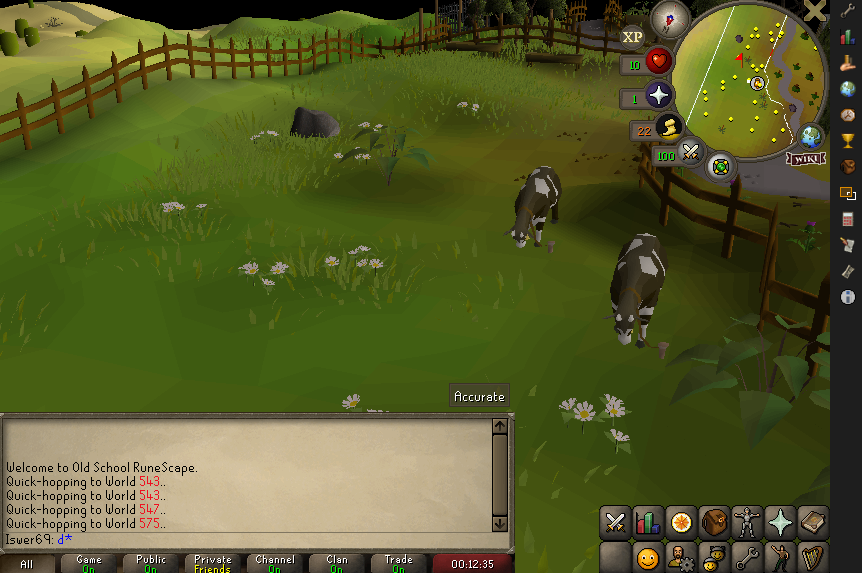 XP
10
1
22
100
WIKI
Accurate
Welcome to Old School RuneScape.
Quick-hopping to World 543..
Quick-hopping to World 543..
Quick-hopping to World 547..
Quick-hopping to World 575..
Iswer69: d*
All
Game
On
Public
On
Private
Friends
Channel
On
Clan
On
Trade
On
00:12:35